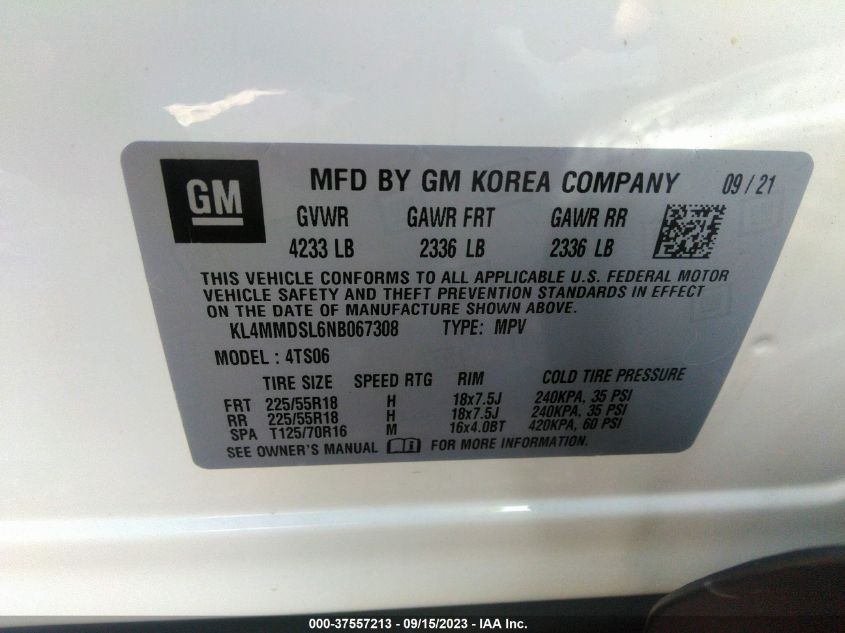 GM
MFD BY GM KOREA COMPANY 09 / 21
GVWR GAWR FRT GAWR RR
4233 LB 2336 LB 2336 LB
THIS VEHICLE CONFORMS TO ALL APPLICABLE U.S. FEDERAL MOTOR
VEHICLE SAFETY AND THEFT PREVENTION STANDARDS IN EFFECT
ON THE DATE OF MANUFACTURE SHOWN ABOVE.
KL4MMDSL6NB067308 TYPE: MPV
MODEL : 4TS06
TIRE SIZE SPEED RTG RIM COLD TIRE PRESSURE
FRT 225/55R18 H 18x7.5J 240KPA, 35 PSI
RR 225/55R18 H 18x7.5J 240KPA, 35 PSI
SPA T125/70R16 M 16x4.0BT 420KPA, 60 PSI
SEE OWNER'S MANUAL FOR MORE INFORMATION.
000-37557213 - 09/15/2023 - IAA Inc.